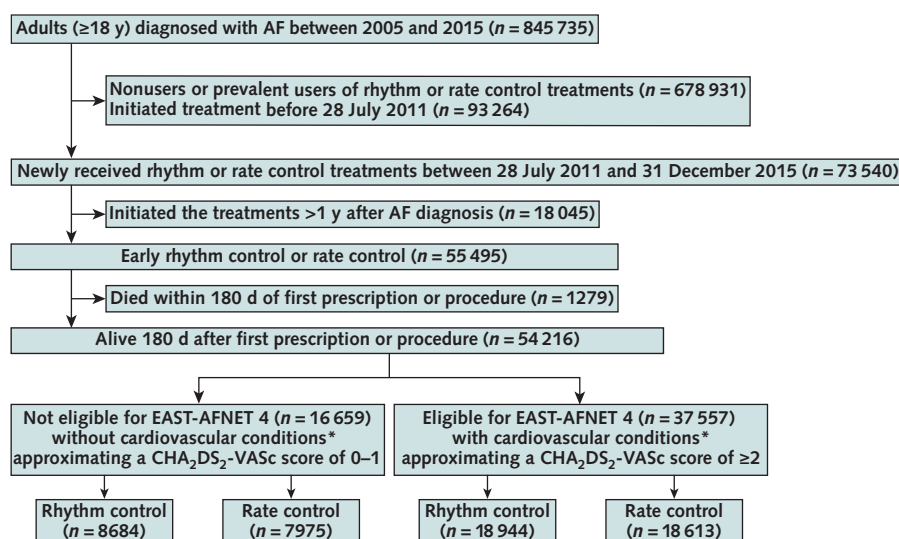 Adults (≥18 y) diagnosed with AF between 2005 and 2015 (n = 845 735)
Nonusers or prevalent users of rhythm or rate control treatments (n = 678 931)
Initiated treatment before 28 July 2011 (n = 93 264)
Newly received rhythm or rate control treatments between 28 July 2011 and 31 December 2015 (n = 73 540)
Initiated the treatments >1 y after AF diagnosis (n = 18 045)
Early rhythm control or rate control (n = 55 495)
Died within 180 d of first prescription or procedure (n = 1279)
Alive 180 d after first prescription or procedure (n = 54 216)
Not eligible for EAST-AFNET 4 (n = 16 659)
without cardiovascular conditions*
approximating a CHA₂DS₂-VASc score of 0–1
Eligible for EAST-AFNET 4 (n = 37 557)
with cardiovascular conditions*
approximating a CHA₂DS₂-VASc score of ≥2
Rhythm control
(n = 8684)
Rate control
(n = 7975)
Rhythm control
(n = 18 944)
Rate control
(n = 18 613)